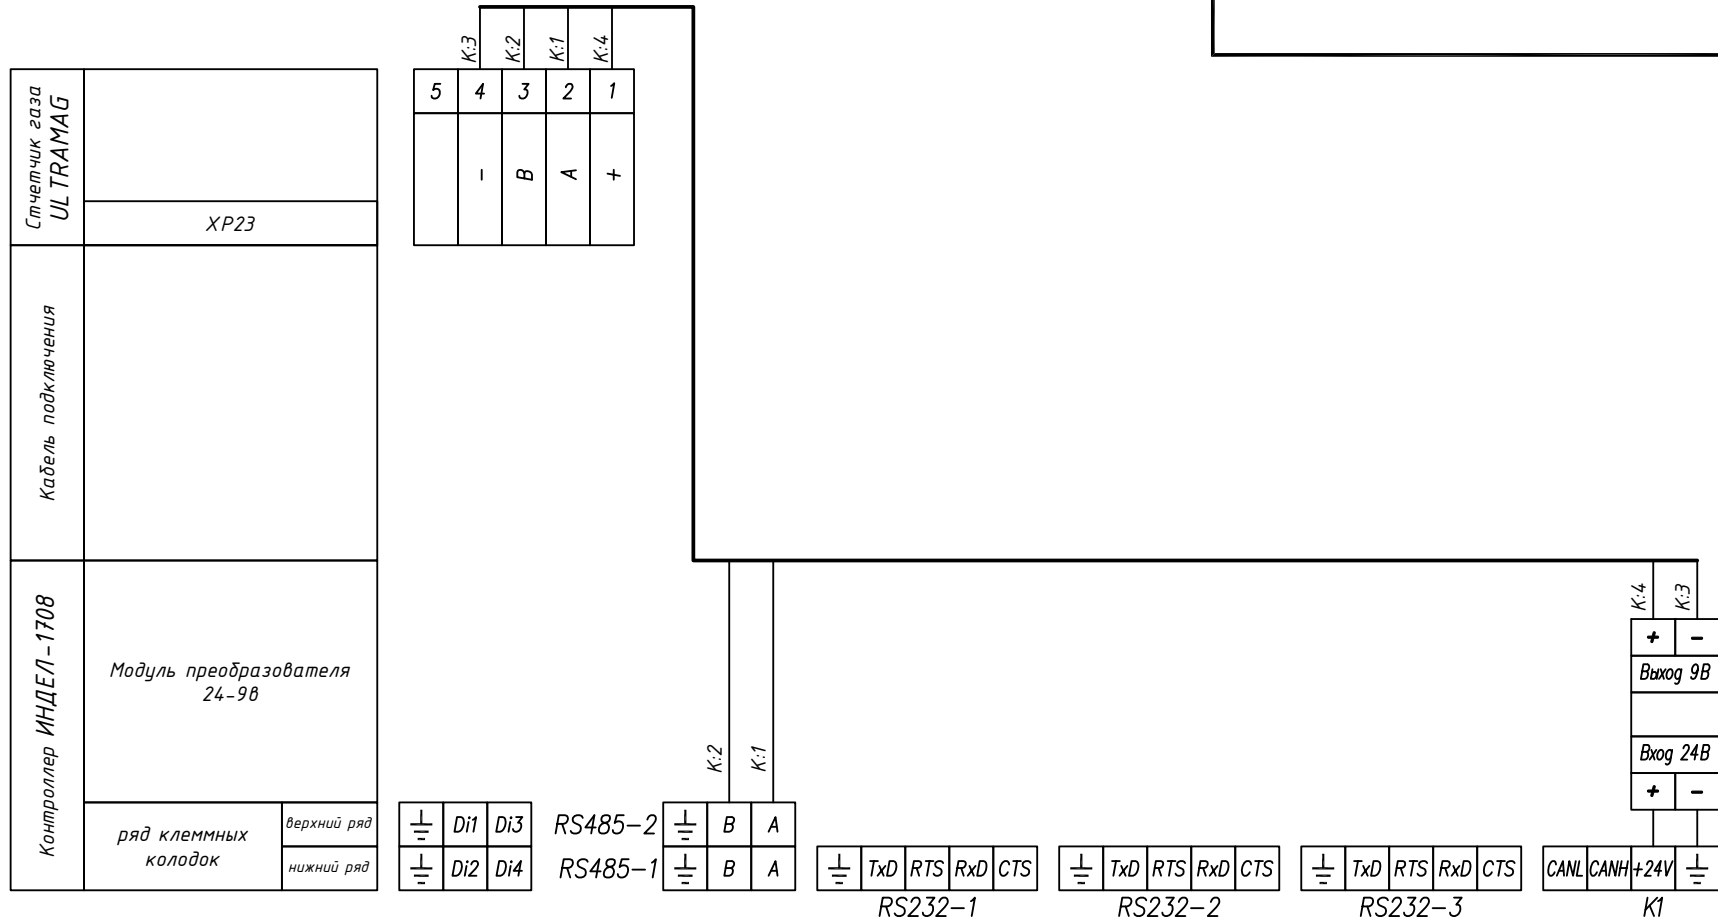 К:3 К:2 К:1 К:4
Стчетчик газа
ULTRAMAG
5 4 3 2 1
- B A +
XP23
Кабель подключения
Контроллер ИНДЕЛ-1708
Модуль преобразователя
24-9в
К:4 К:3
+ -
Выход 9В
Вход 24В
+ -
К:2 К:1
ряд клеммных
колодок
верхний ряд
нижний ряд
Di1 Di3
RS485-2
B A
Di2 Di4
RS485-1
B A
TxD RTS RxD CTS
TxD RTS RxD CTS
TxD RTS RxD CTS
CANL CANH +24V
RS232-1
RS232-2
RS232-3
K1